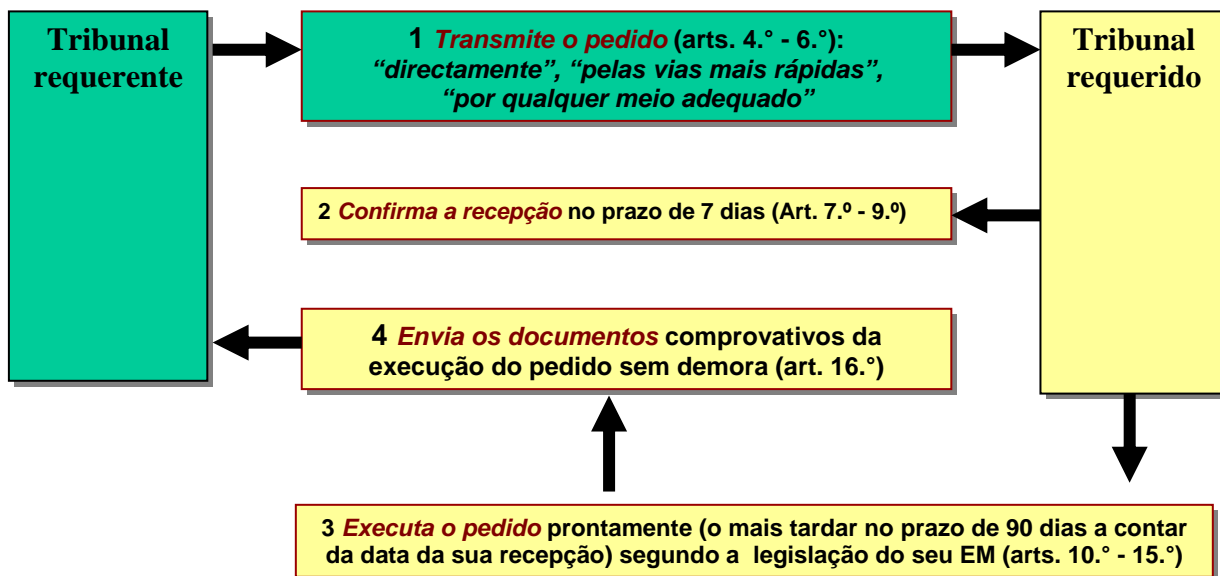 Tribunal
requerente
1 Transmite o pedido (arts. 4.° - 6.°):
“directamente”, “pelas vias mais rápidas”,
“por qualquer meio adequado”
Tribunal
requerido
2 Confirma a recepção no prazo de 7 dias (Art. 7.º - 9.º)
4 Envia os documentos comprovativos da
execução do pedido sem demora (art. 16.°)
3 Executa o pedido prontamente (o mais tardar no prazo de 90 dias a contar
da data da sua recepção) segundo a legislação do seu EM (arts. 10.° - 15.°)